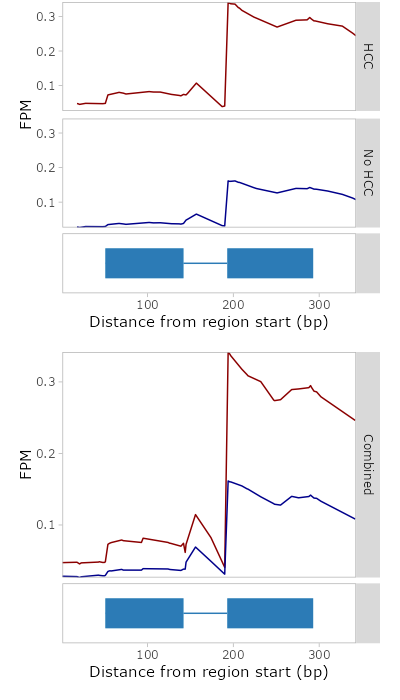 0.3
0.2
0.1
HCC
FPM
0.3
0.2
0.1
No HCC
100 200 300
Distance from region start (bp)
0.3
0.2
0.1
FPM
Combined
100 200 300
Distance from region start (bp)